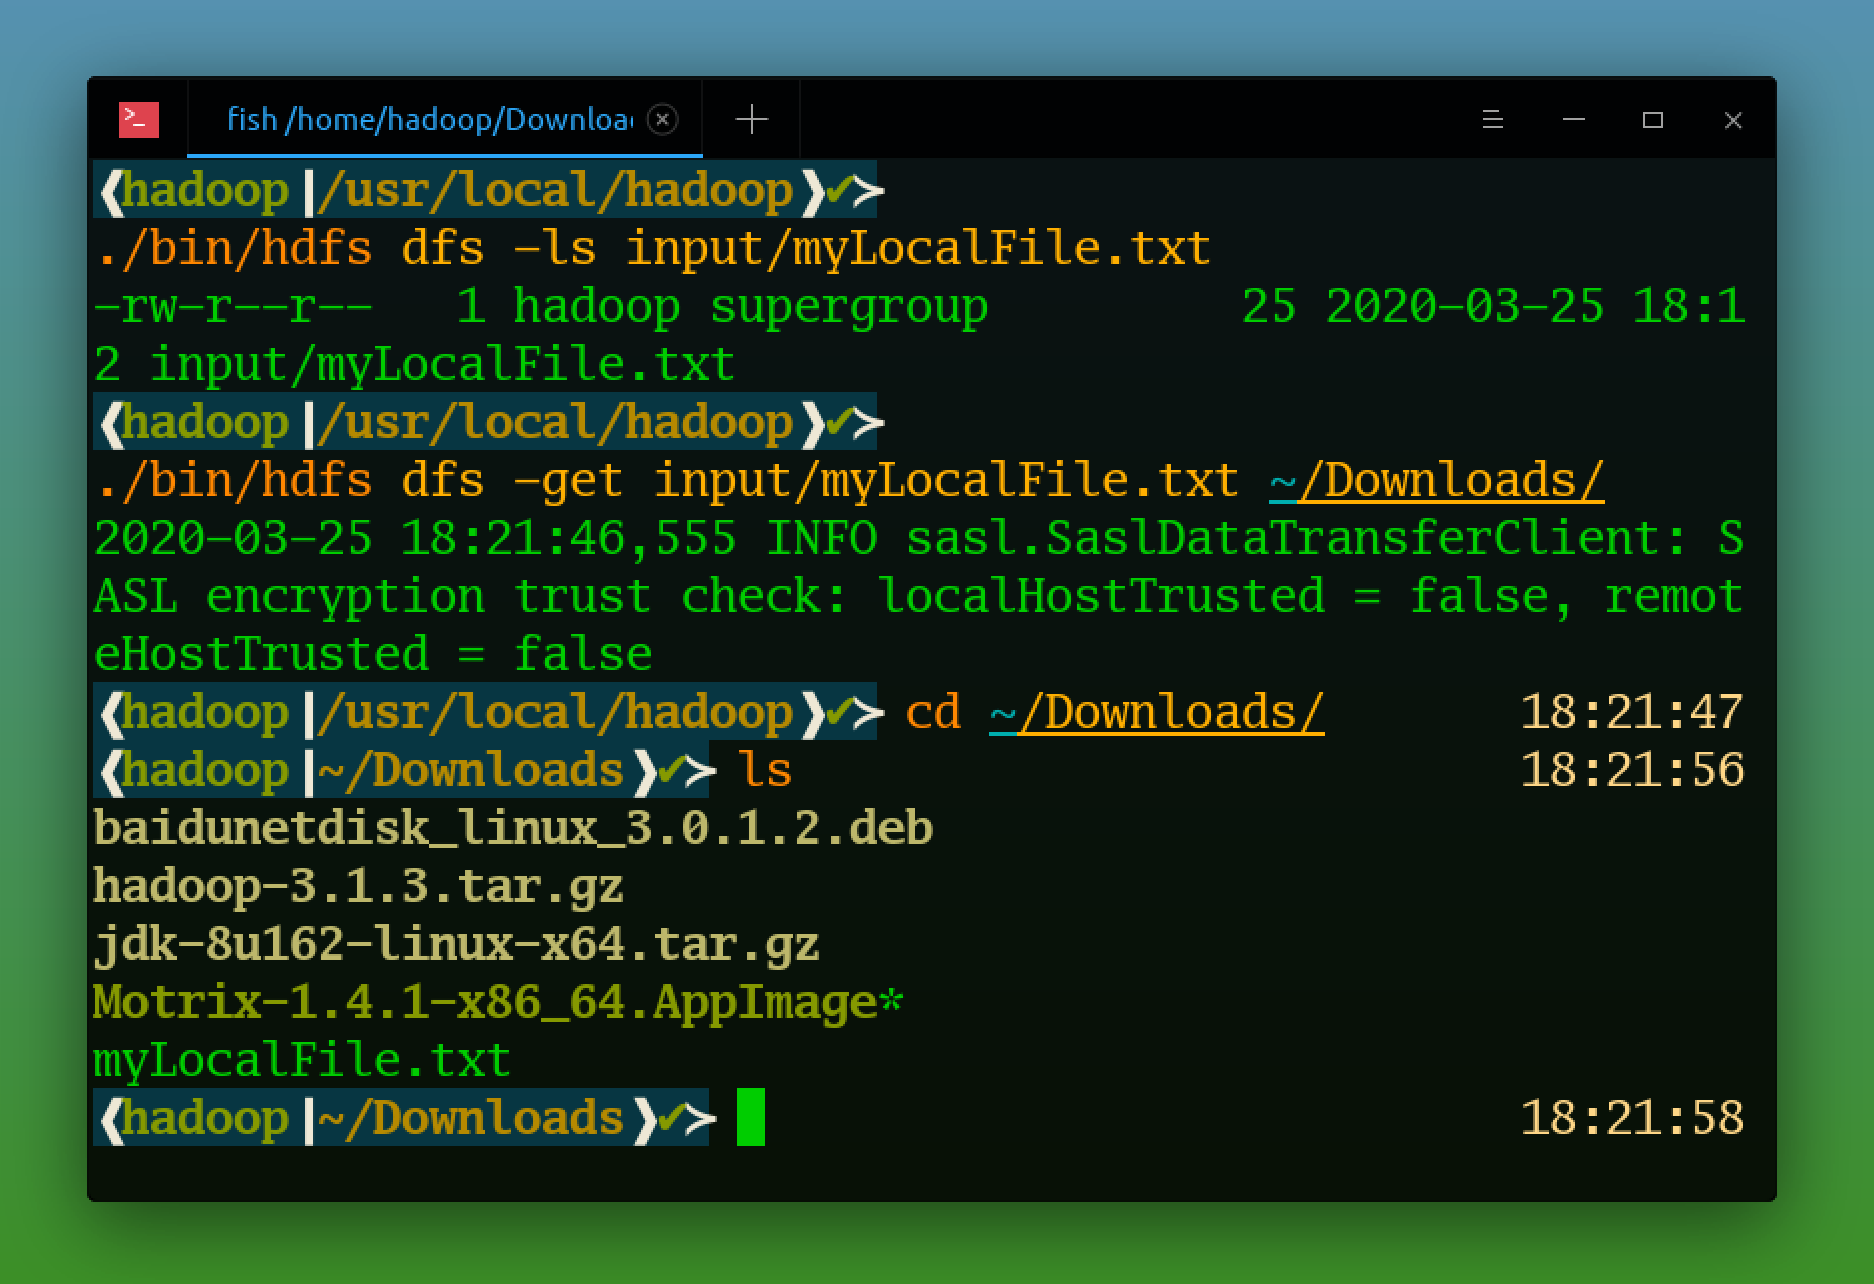 fish /home/hadoop/Downloa
❰hadoop❙/usr/local/hadoop❱✔≻
./bin/hdfs dfs -ls input/myLocalFile.txt
-rw-r--r--   1 hadoop supergroup         25 2020-03-25 18:1
2 input/myLocalFile.txt
❰hadoop❙/usr/local/hadoop❱✔≻
./bin/hdfs dfs -get input/myLocalFile.txt ~/Downloads/
2020-03-25 18:21:46,555 INFO sasl.SaslDataTransferClient: S
ASL encryption trust check: localHostTrusted = false, remot
eHostTrusted = false
❰hadoop❙/usr/local/hadoop❱✔≻ cd ~/Downloads/ 18:21:47
❰hadoop❙~/Downloads❱✔≻ ls 18:21:56
baidunetdisk_linux_3.0.1.2.deb
hadoop-3.1.3.tar.gz
jdk-8u162-linux-x64.tar.gz
Motrix-1.4.1-x86_64.AppImage*
myLocalFile.txt
❰hadoop❙~/Downloads❱✔≻ 18:21:58